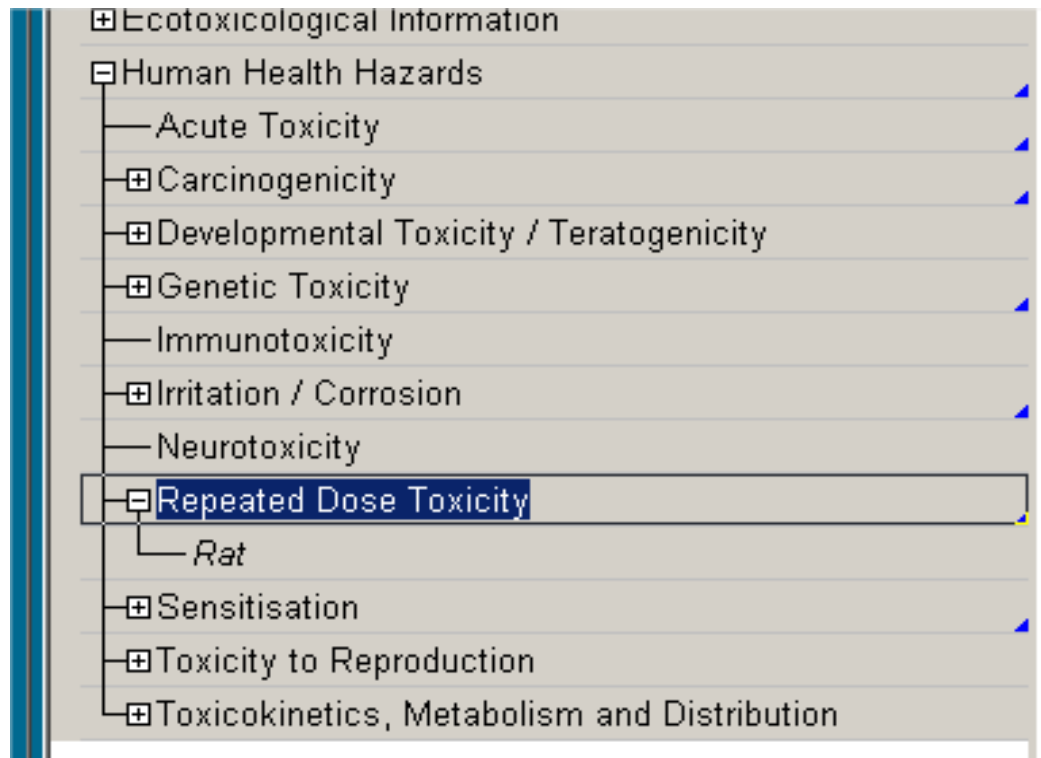 Ecotoxicological Information
Human Health Hazards
Acute Toxicity
Carcinogenicity
Developmental Toxicity / Teratogenicity
Genetic Toxicity
Immunotoxicity
Irritation / Corrosion
Neurotoxicity
Repeated Dose Toxicity
Rat
Sensitisation
Toxicity to Reproduction
Toxicokinetics, Metabolism and Distribution